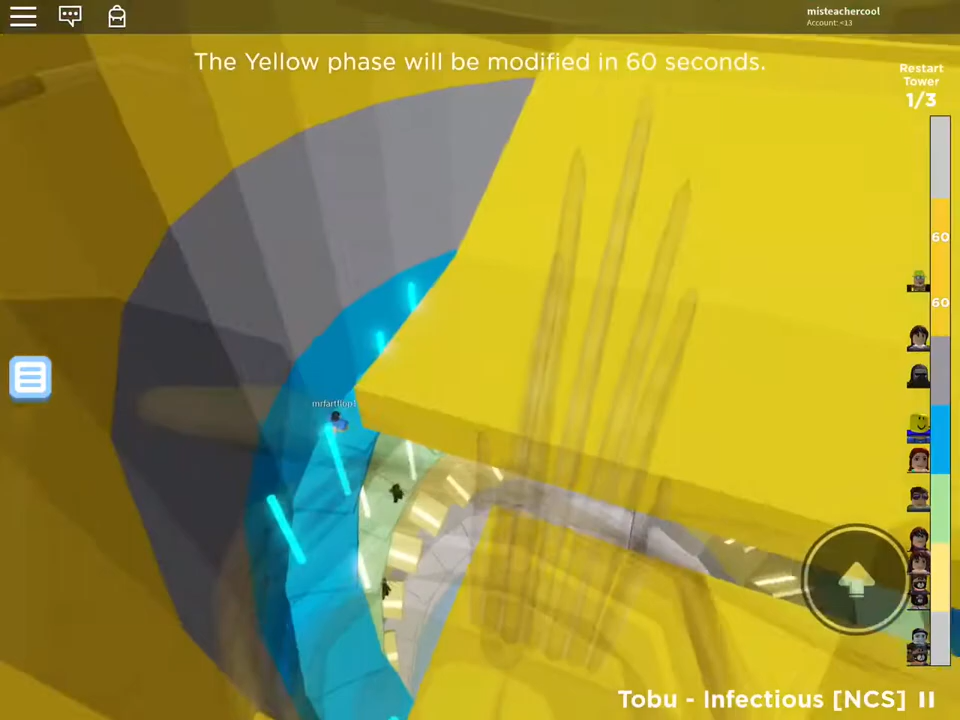 misteachercool
Account: <13
The Yellow phase will be modified in 60 seconds.
Restart
Tower
1/3
60
60
mrfartflop1
Tobu - Infectious [NCS]